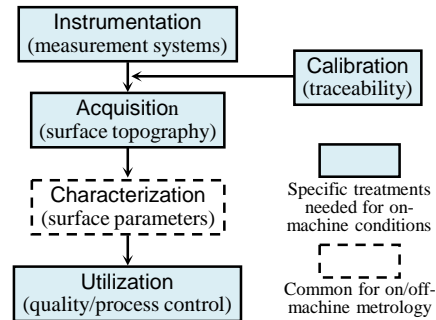 Instrumentation
(measurement systems)
Calibration
(traceability)
Acquisition
(surface topography)
Characterization
(surface parameters)
Utilization
(quality/process control)
Specific treatments
needed for on-
machine conditions
Common for on/off-
machine metrology